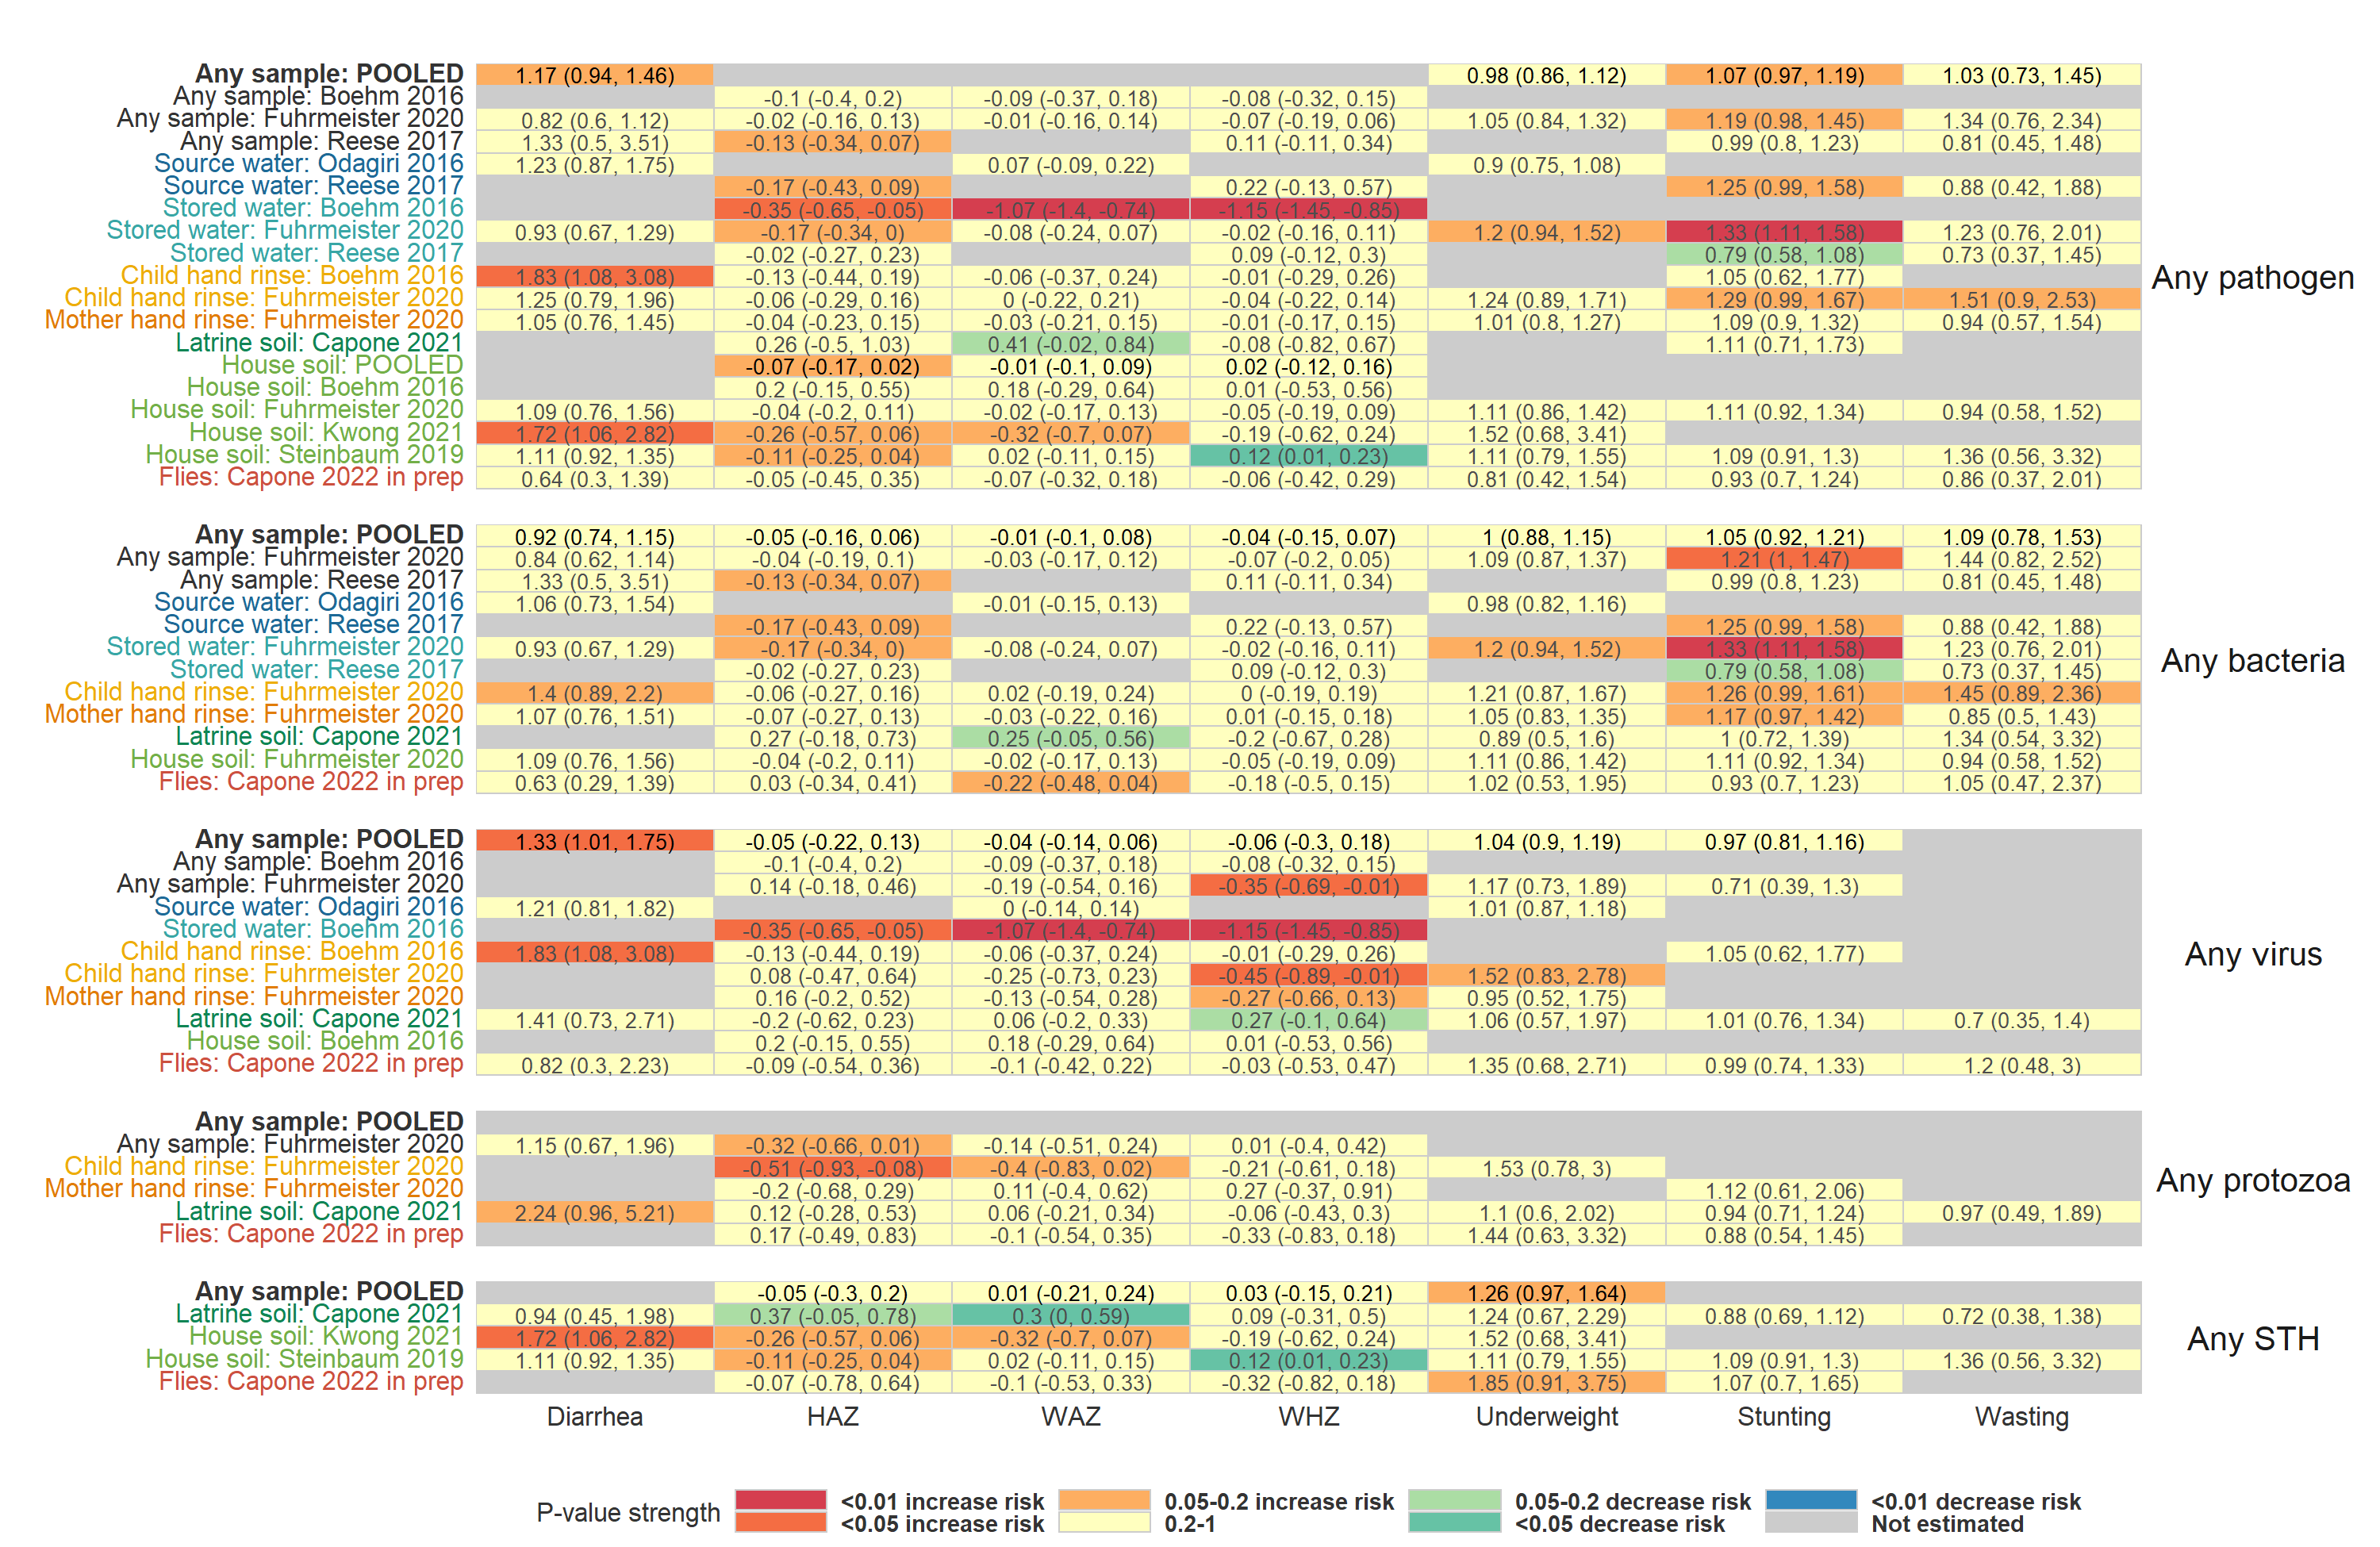 Any sample: POOLED 1.17 (0.94, 1.46) 0.98 (0.86, 1.12) 1.07 (0.97, 1.19) 1.03 (0.73, 1.45)
Any sample: Boehm 2016 -0.1 (-0.4, 0.2) -0.09 (-0.37, 0.18) -0.08 (-0.32, 0.15)
Any sample: Fuhrmeister 2020 0.82 (0.6, 1.12) -0.02 (-0.16, 0.13) -0.01 (-0.16, 0.14) -0.07 (-0.19, 0.06) 1.05 (0.84, 1.32) 1.19 (0.98, 1.45) 1.34 (0.76, 2.34)
Any sample: Reese 2017 1.33 (0.5, 3.51) -0.13 (-0.34, 0.07) 0.11 (-0.11, 0.34) 0.99 (0.8, 1.23) 0.81 (0.45, 1.48)
Source water: Odagiri 2016 1.23 (0.87, 1.75) 0.07 (-0.09, 0.22) 0.9 (0.75, 1.08)
Source water: Reese 2017 -0.17 (-0.43, 0.09) 0.22 (-0.13, 0.57) 1.25 (0.99, 1.58) 0.88 (0.42, 1.88)
Stored water: Boehm 2016 -0.35 (-0.65, -0.05) -1.07 (-1.4, -0.74) -1.15 (-1.45, -0.85)
Stored water: Fuhrmeister 2020 0.93 (0.67, 1.29) -0.17 (-0.34, 0) -0.08 (-0.24, 0.07) -0.02 (-0.16, 0.11) 1.2 (0.94, 1.52) 1.33 (1.11, 1.58) 1.23 (0.76, 2.01)
Stored water: Reese 2017 -0.02 (-0.27, 0.23) 0.09 (-0.12, 0.3) 0.79 (0.58, 1.08) 0.73 (0.37, 1.45)
Child hand rinse: Boehm 2016 1.83 (1.08, 3.08) -0.13 (-0.44, 0.19) -0.06 (-0.37, 0.24) -0.01 (-0.29, 0.26) 1.05 (0.62, 1.77)
Child hand rinse: Fuhrmeister 2020 1.25 (0.79, 1.96) -0.06 (-0.29, 0.16) 0 (-0.22, 0.21) -0.04 (-0.22, 0.14) 1.24 (0.89, 1.71) 1.29 (0.99, 1.67) 1.51 (0.9, 2.53)
Mother hand rinse: Fuhrmeister 2020 1.05 (0.76, 1.45) -0.04 (-0.23, 0.15) -0.03 (-0.21, 0.15) -0.01 (-0.17, 0.15) 1.01 (0.8, 1.27) 1.09 (0.9, 1.32) 0.94 (0.57, 1.54)
Latrine soil: Capone 2021 0.26 (-0.5, 1.03) 0.41 (-0.02, 0.84) -0.08 (-0.82, 0.67) 1.11 (0.71, 1.73)
House soil: POOLED -0.07 (-0.17, 0.02) -0.01 (-0.1, 0.09) 0.02 (-0.12, 0.16)
House soil: Boehm 2016 0.2 (-0.15, 0.55) 0.18 (-0.29, 0.64) 0.01 (-0.53, 0.56)
House soil: Fuhrmeister 2020 1.09 (0.76, 1.56) -0.04 (-0.2, 0.11) -0.02 (-0.17, 0.13) -0.05 (-0.19, 0.09) 1.11 (0.86, 1.42) 1.11 (0.92, 1.34) 0.94 (0.58, 1.52)
House soil: Kwong 2021 1.72 (1.06, 2.82) -0.26 (-0.57, 0.06) -0.32 (-0.7, 0.07) -0.19 (-0.62, 0.24) 1.52 (0.68, 3.41)
House soil: Steinbaum 2019 1.11 (0.92, 1.35) -0.11 (-0.25, 0.04) 0.02 (-0.11, 0.15) 0.12 (0.01, 0.23) 1.11 (0.79, 1.55) 1.09 (0.91, 1.3) 1.36 (0.56, 3.32)
Flies: Capone 2022 in prep 0.64 (0.3, 1.39) -0.05 (-0.45, 0.35) -0.07 (-0.32, 0.18) -0.06 (-0.42, 0.29) 0.81 (0.42, 1.54) 0.93 (0.7, 1.24) 0.86 (0.37, 2.01)
Any pathogen
Any sample: POOLED 0.92 (0.74, 1.15) -0.05 (-0.16, 0.06) -0.01 (-0.1, 0.08) -0.04 (-0.15, 0.07) 1 (0.88, 1.15) 1.05 (0.92, 1.21) 1.09 (0.78, 1.53)
Any sample: Fuhrmeister 2020 0.84 (0.62, 1.14) -0.04 (-0.19, 0.1) -0.03 (-0.17, 0.12) -0.07 (-0.2, 0.05) 1.09 (0.87, 1.37) 1.21 (1, 1.47) 1.44 (0.82, 2.52)
Any sample: Reese 2017 1.33 (0.5, 3.51) -0.13 (-0.34, 0.07) 0.11 (-0.11, 0.34) 0.99 (0.8, 1.23) 0.81 (0.45, 1.48)
Source water: Odagiri 2016 1.06 (0.73, 1.54) -0.01 (-0.15, 0.13) 0.98 (0.82, 1.16)
Source water: Reese 2017 -0.17 (-0.43, 0.09) 0.22 (-0.13, 0.57) 1.25 (0.99, 1.58) 0.88 (0.42, 1.88)
Stored water: Fuhrmeister 2020 0.93 (0.67, 1.29) -0.17 (-0.34, 0) -0.08 (-0.24, 0.07) -0.02 (-0.16, 0.11) 1.2 (0.94, 1.52) 1.33 (1.11, 1.58) 1.23 (0.76, 2.01)
Stored water: Reese 2017 -0.02 (-0.27, 0.23) 0.09 (-0.12, 0.3) 0.79 (0.58, 1.08) 0.73 (0.37, 1.45)
Child hand rinse: Fuhrmeister 2020 1.4 (0.89, 2.2) -0.06 (-0.27, 0.16) 0.02 (-0.19, 0.24) 0 (-0.19, 0.19) 1.21 (0.87, 1.67) 1.26 (0.99, 1.61) 1.45 (0.89, 2.36)
Mother hand rinse: Fuhrmeister 2020 1.07 (0.76, 1.51) -0.07 (-0.27, 0.13) -0.03 (-0.22, 0.16) 0.01 (-0.15, 0.18) 1.05 (0.83, 1.35) 1.17 (0.97, 1.42) 0.85 (0.5, 1.43)
Latrine soil: Capone 2021 0.27 (-0.18, 0.73) 0.25 (-0.05, 0.56) -0.2 (-0.67, 0.28) 0.89 (0.5, 1.6) 1 (0.72, 1.39) 1.34 (0.54, 3.32)
House soil: Fuhrmeister 2020 1.09 (0.76, 1.56) -0.04 (-0.2, 0.11) -0.02 (-0.17, 0.13) -0.05 (-0.19, 0.09) 1.11 (0.86, 1.42) 1.11 (0.92, 1.34) 0.94 (0.58, 1.52)
Flies: Capone 2022 in prep 0.63 (0.29, 1.39) 0.03 (-0.34, 0.41) -0.22 (-0.48, 0.04) -0.18 (-0.5, 0.15) 1.02 (0.53, 1.95) 0.93 (0.7, 1.23) 1.05 (0.47, 2.37)
Any bacteria
Any sample: POOLED 1.33 (1.01, 1.75) -0.05 (-0.22, 0.13) -0.04 (-0.14, 0.06) -0.06 (-0.3, 0.18) 1.04 (0.9, 1.19) 0.97 (0.81, 1.16)
Any sample: Boehm 2016 -0.1 (-0.4, 0.2) -0.09 (-0.37, 0.18) -0.08 (-0.32, 0.15)
Any sample: Fuhrmeister 2020 0.14 (-0.18, 0.46) -0.19 (-0.54, 0.16) -0.35 (-0.69, -0.01) 1.17 (0.73, 1.89) 0.71 (0.39, 1.3)
Source water: Odagiri 2016 1.21 (0.81, 1.82) 0 (-0.14, 0.14) 1.01 (0.87, 1.18)
Stored water: Boehm 2016 -0.35 (-0.65, -0.05) -1.07 (-1.4, -0.74) -1.15 (-1.45, -0.85)
Child hand rinse: Boehm 2016 1.83 (1.08, 3.08) -0.13 (-0.44, 0.19) -0.06 (-0.37, 0.24) -0.01 (-0.29, 0.26) 1.05 (0.62, 1.77)
Child hand rinse: Fuhrmeister 2020 0.08 (-0.47, 0.64) -0.25 (-0.73, 0.23) -0.45 (-0.89, -0.01) 1.52 (0.83, 2.78)
Mother hand rinse: Fuhrmeister 2020 0.16 (-0.2, 0.52) -0.13 (-0.54, 0.28) -0.27 (-0.66, 0.13) 0.95 (0.52, 1.75)
Latrine soil: Capone 2021 1.41 (0.73, 2.71) -0.2 (-0.62, 0.23) 0.06 (-0.2, 0.33) 0.27 (-0.1, 0.64) 1.06 (0.57, 1.97) 1.01 (0.76, 1.34) 0.7 (0.35, 1.4)
House soil: Boehm 2016 0.2 (-0.15, 0.55) 0.18 (-0.29, 0.64) 0.01 (-0.53, 0.56)
Flies: Capone 2022 in prep 0.82 (0.3, 2.23) -0.09 (-0.54, 0.36) -0.1 (-0.42, 0.22) -0.03 (-0.53, 0.47) 1.35 (0.68, 2.71) 0.99 (0.74, 1.33) 1.2 (0.48, 3)
Any virus
Any sample: POOLED
Any sample: Fuhrmeister 2020 1.15 (0.67, 1.96) -0.32 (-0.66, 0.01) -0.14 (-0.51, 0.24) 0.01 (-0.4, 0.42)
Child hand rinse: Fuhrmeister 2020 -0.51 (-0.93, -0.08) -0.4 (-0.83, 0.02) -0.21 (-0.61, 0.18) 1.53 (0.78, 3)
Mother hand rinse: Fuhrmeister 2020 -0.2 (-0.68, 0.29) 0.11 (-0.4, 0.62) 0.27 (-0.37, 0.91) 1.12 (0.61, 2.06)
Latrine soil: Capone 2021 2.24 (0.96, 5.21) 0.12 (-0.28, 0.53) 0.06 (-0.21, 0.34) -0.06 (-0.43, 0.3) 1.1 (0.6, 2.02) 0.94 (0.71, 1.24) 0.97 (0.49, 1.89)
Flies: Capone 2022 in prep 0.17 (-0.49, 0.83) -0.1 (-0.54, 0.35) -0.33 (-0.83, 0.18) 1.44 (0.63, 3.32) 0.88 (0.54, 1.45)
Any protozoa
Any sample: POOLED -0.05 (-0.3, 0.2) 0.01 (-0.21, 0.24) 0.03 (-0.15, 0.21) 1.26 (0.97, 1.64)
Latrine soil: Capone 2021 0.94 (0.45, 1.98) 0.37 (-0.05, 0.78) 0.3 (0, 0.59) 0.09 (-0.31, 0.5) 1.24 (0.67, 2.29) 0.88 (0.69, 1.12) 0.72 (0.38, 1.38)
House soil: Kwong 2021 1.72 (1.06, 2.82) -0.26 (-0.57, 0.06) -0.32 (-0.7, 0.07) -0.19 (-0.62, 0.24) 1.52 (0.68, 3.41)
House soil: Steinbaum 2019 1.11 (0.92, 1.35) -0.11 (-0.25, 0.04) 0.02 (-0.11, 0.15) 0.12 (0.01, 0.23) 1.11 (0.79, 1.55) 1.09 (0.91, 1.3) 1.36 (0.56, 3.32)
Flies: Capone 2022 in prep -0.07 (-0.78, 0.64) -0.1 (-0.53, 0.33) -0.32 (-0.82, 0.18) 1.85 (0.91, 3.75) 1.07 (0.7, 1.65)
Any STH
Diarrhea HAZ WAZ WHZ Underweight Stunting Wasting
P-value strength
<0.01 increase risk 0.05-0.2 increase risk 0.05-0.2 decrease risk <0.01 decrease risk
<0.05 increase risk 0.2-1 <0.05 decrease risk Not estimated